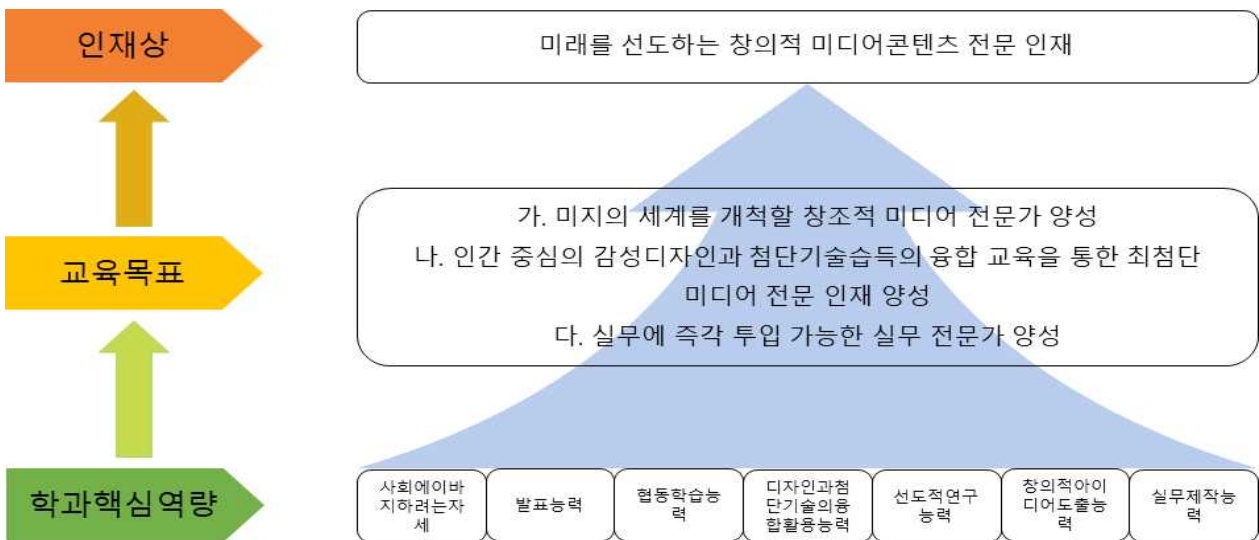 인재상
미래를 선도하는 창의적 미디어콘텐츠 전문 인재
교육목표
가. 미지의 세계를 개척할 창조적 미디어 전문가 양성
나. 인간 중심의 감성디자인과 첨단기술습득의 융합 교육을 통한 최첨단
미디어 전문 인재 양성
다. 실무에 즉각 투입 가능한 실무 전문가 양성
학과핵심역량
사회에이바
지하려는자
세
발표능력
협동학습능
력
디자인과첨
단기술의융
합활용능력
선도적연구
능력
창의적아이
디어도출능
력
실무제작능
력